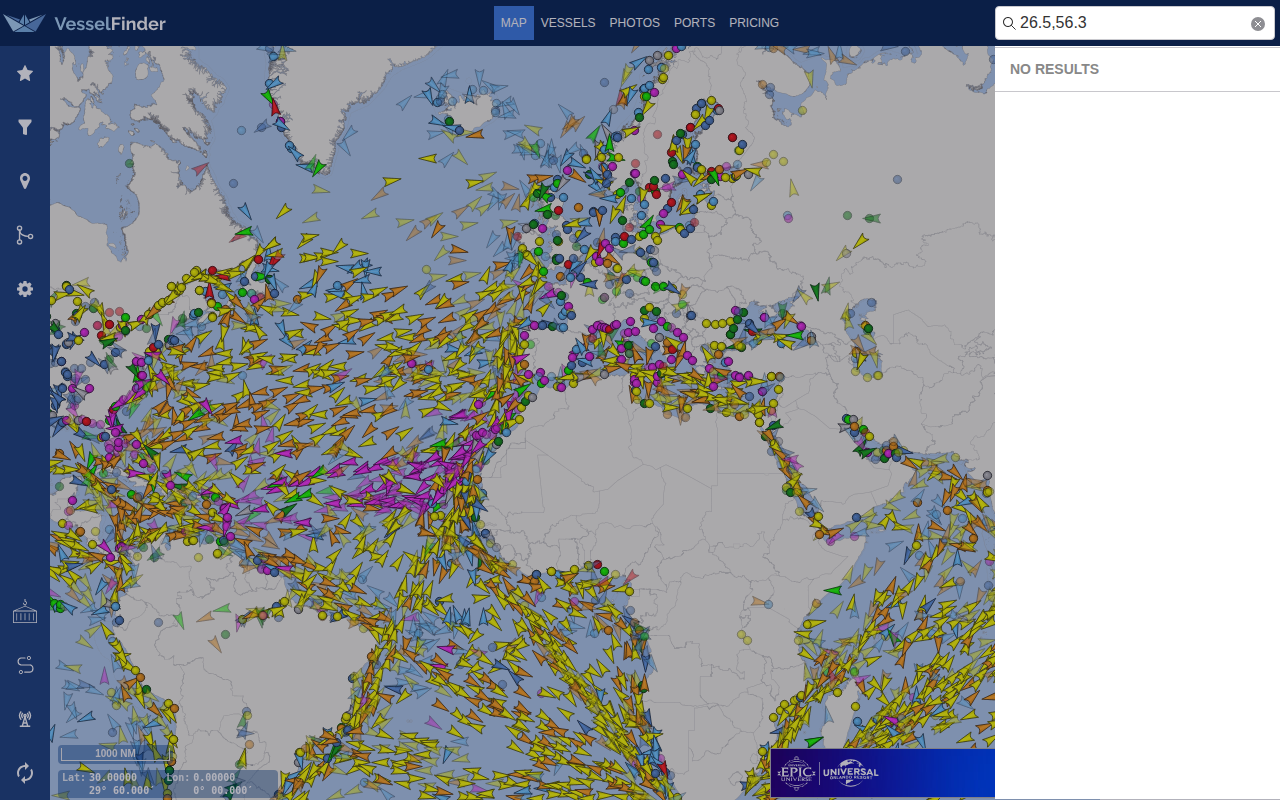 VesselFinder
MAP VESSELS PHOTOS PORTS PRICING
26.5,56.3
NO RESULTS
1000 NM
Lat: 30.00000 Lon: 0.00000
29° 60.000´ 0° 00.000´
EPIC
UNIVERSE
UNIVERSAL
ORLANDO RESORT